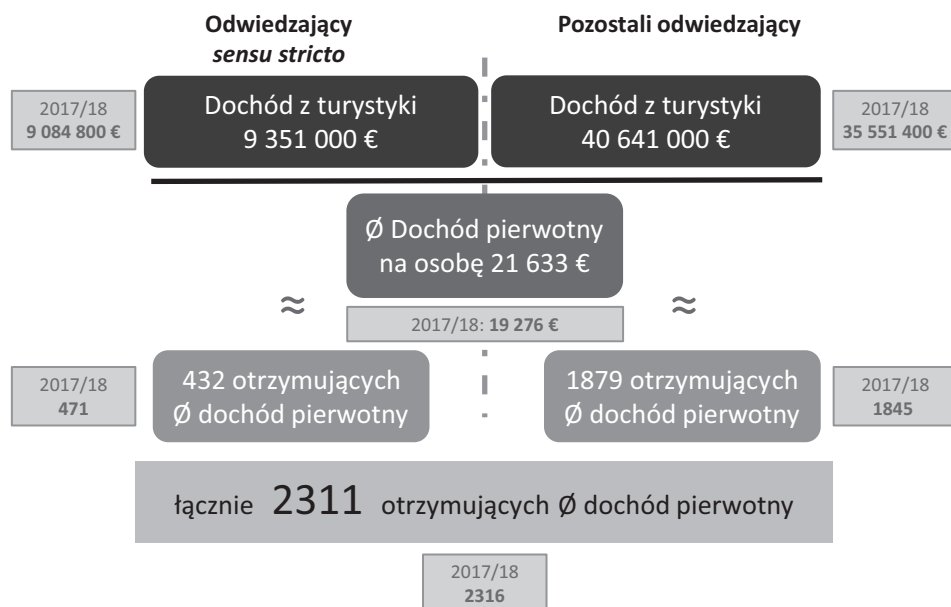 Odwiedzający
sensu stricto
Pozostali odwiedzający
2017/18
9 084 800 €
Dochód z turystyki
9 351 000 €
Dochód z turystyki
40 641 000 €
2017/18
35 551 400 €
Ø Dochód pierwotny
na osobę 21 633 €
≈
≈
2017/18: 19 276 €
2017/18
471
432 otrzymujących
Ø dochód pierwotny
1879 otrzymujących
Ø dochód pierwotny
2017/18
1845
łącznie 2311 otrzymujących Ø dochód pierwotny
2017/18
2316